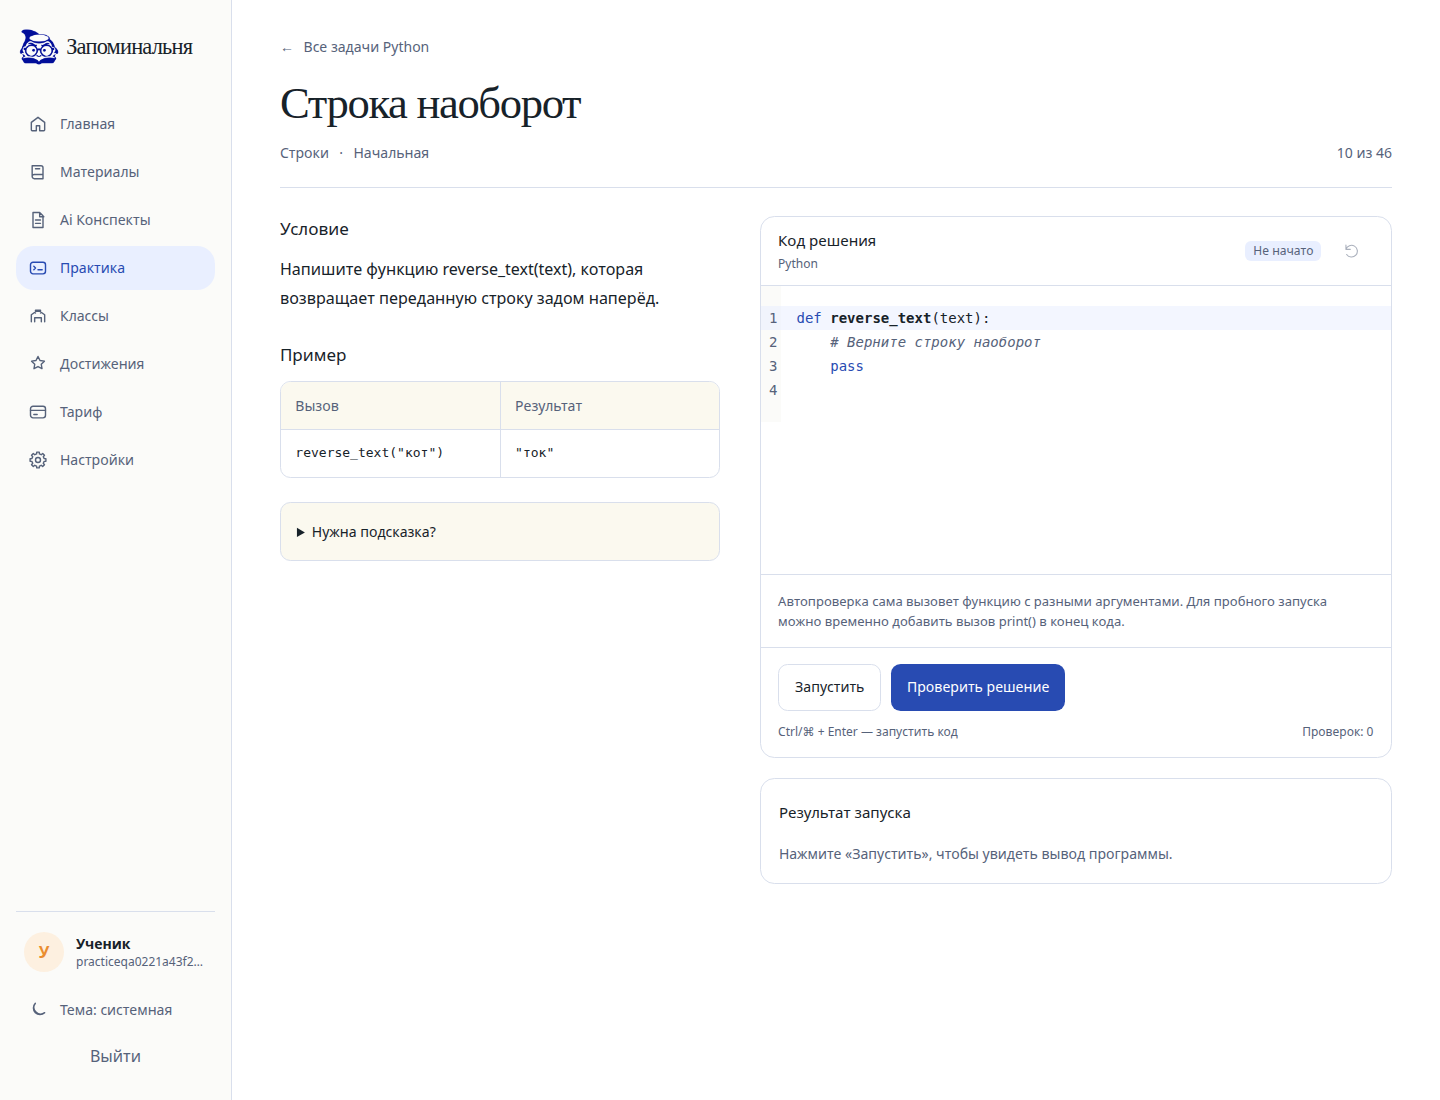 Запоминальня
Главная
Материалы
Ai Конспекты
Практика
Классы
Достижения
Тариф
Настройки
Ученик
practiceqa0221a43f2...
Тема: системная
Выйти
← Все задачи Python
Строка наоборот
Строки · Начальная
10 из 46
Условие
Напишите функцию reverse_text(text), которая
возвращает переданную строку задом наперёд.
Пример
Вызов Результат
reverse_text("кот") "ток"
▶ Нужна подсказка?
Код решения
Python
Не начато
1 def reverse_text(text):
2     # Верните строку наоборот
3     pass
4
Автопроверка сама вызовет функцию с разными аргументами. Для пробного запуска
можно временно добавить вызов print() в конец кода.
Запустить Проверить решение
Ctrl/⌘ + Enter — запустить код
Проверок: 0
Результат запуска
Нажмите «Запустить», чтобы увидеть вывод программы.